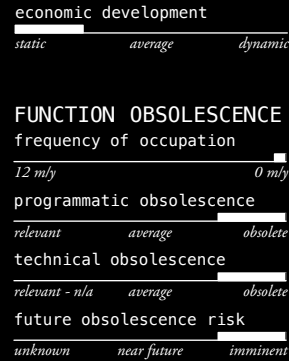 economic development
static average dynamic
FUNCTION OBSOLESCENCE
frequency of occupation
12 m/y 0 m/y
programmatic obsolescence
relevant average obsolete
technical obsolescence
relevant - n/a average obsolete
future obsolescence risk
unknown near future imminent